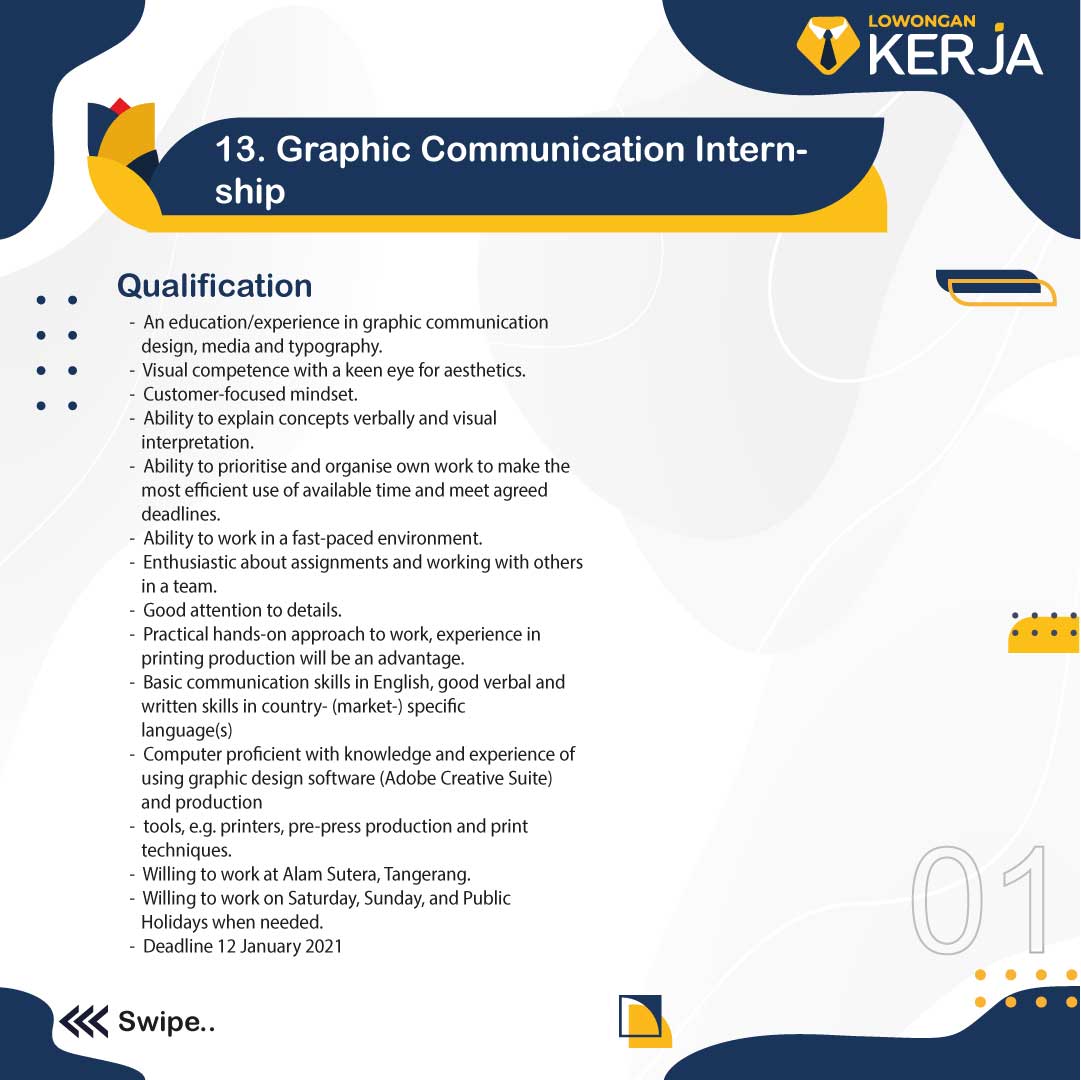 LOWONGAN
KERJA
13. Graphic Communication Intern-
ship
Qualification
- An education/experience in graphic communication
design, media and typography.
- Visual competence with a keen eye for aesthetics.
- Customer-focused mindset.
- Ability to explain concepts verbally and visual
interpretation.
- Ability to prioritise and organise own work to make the
most efficient use of available time and meet agreed
deadlines.
- Ability to work in a fast-paced environment.
- Enthusiastic about assignments and working with others
in a team.
- Good attention to details.
- Practical hands-on approach to work, experience in
printing production will be an advantage.
- Basic communication skills in English, good verbal and
written skills in country- (market-) specific
language(s)
- Computer proficient with knowledge and experience of
using graphic design software (Adobe Creative Suite)
and production
- tools, e.g. printers, pre-press production and print
techniques.
- Willing to work at Alam Sutera, Tangerang.
- Willing to work on Saturday, Sunday, and Public
Holidays when needed.
- Deadline 12 January 2021
01
Swipe..